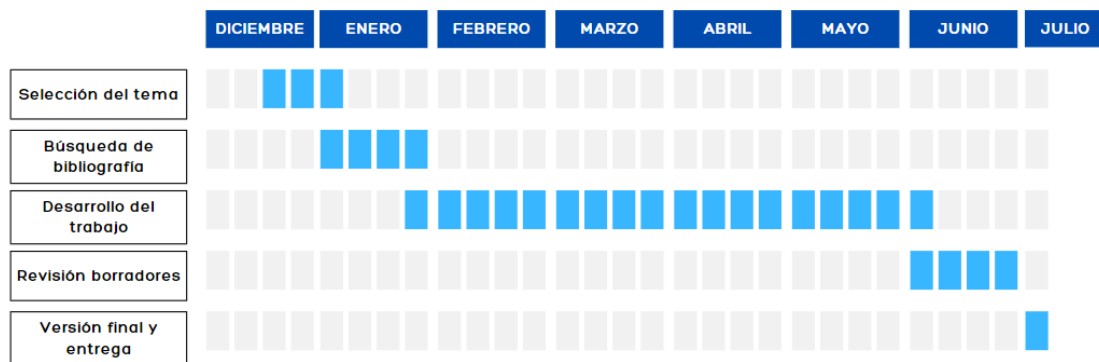 DICIEMBRE ENERO FEBRERO MARZO ABRIL MAYO JUNIO JULIO
Selección del tema
Búsqueda de
bibliografía
Desarrollo del
trabajo
Revisión borradores
Versión final y
entrega